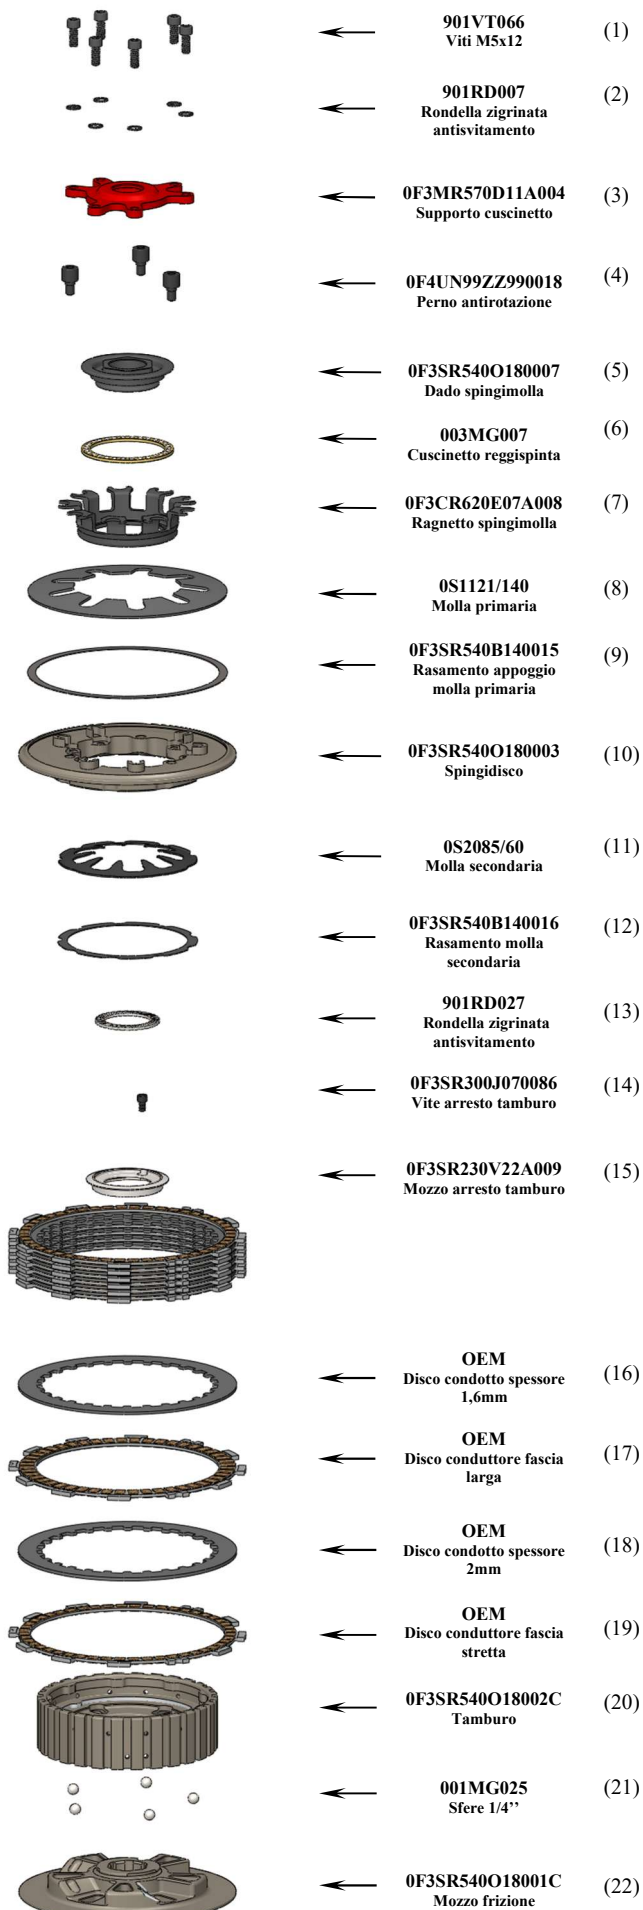 901VT066 (1)
Viti M5x12
901RD007 (2)
Rondella zigrinata
antisvitamento
0F3MR570D11A004 (3)
Supporto cuscinetto
0F4UN99ZZ990018 (4)
Perno antirotazione
0F3SR540O180007 (5)
Dado spingimolla
003MG007 (6)
Cuscinetto reggispinta
0F3CR620E07A008 (7)
Ragnetto spingimolla
0S1121/140 (8)
Molla primaria
0F3SR540B140015 (9)
Rasamento appoggio
molla primaria
0F3SR540O180003 (10)
Spingidisco
0S2085/60 (11)
Molla secondaria
0F3SR540B140016 (12)
Rasamento molla
secondaria
901RD027 (13)
Rondella zigrinata
antisvitamento
0F3SR300J070086 (14)
Vite arresto tamburo
0F3SR230V22A009 (15)
Mozzo arresto tamburo
OEM (16)
Disco condotto spessore
1,6mm
OEM (17)
Disco conduttore fascia
larga
OEM (18)
Disco condotto spessore
2mm
OEM (19)
Disco conduttore fascia
stretta
0F3SR540O18002C (20)
Tamburo
001MG025 (21)
Sfere 1/4’’
0F3SR540O18001C (22)
Mozzo frizione